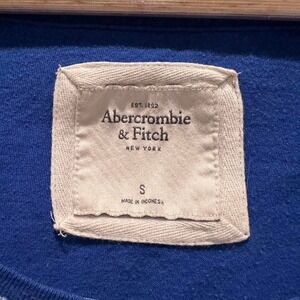 EST. 1892
Abercrombie
& Fitch
NEW YORK
S
MADE IN INDONESIA